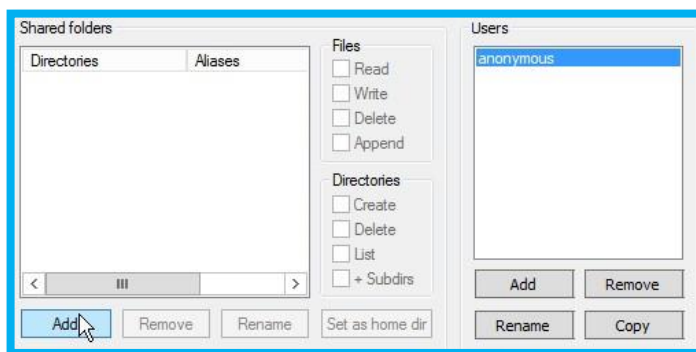 Shared folders
Directories Aliases
Files
Read
Write
Delete
Append
Directories
Create
Delete
List
+ Subdirs
Add Remove Rename Set as home dir
Users
anonymous
Add Remove
Rename Copy